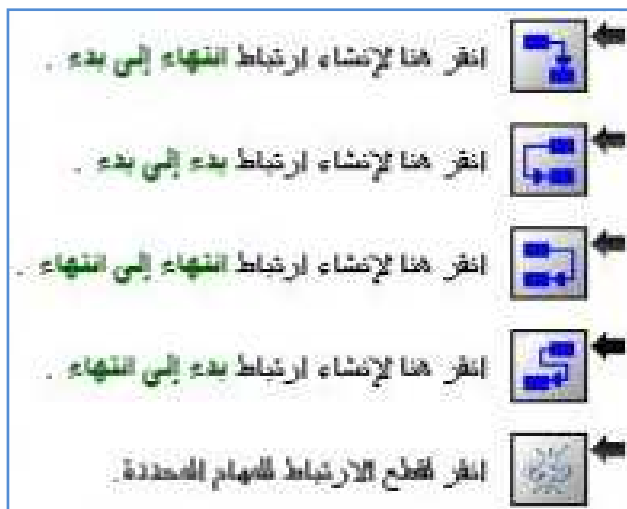 انقر هنا لإنشاء ارتباط انتهاء إلى بدء .
انقر هنا لإنشاء ارتباط بدء إلى بدء .
انقر هنا لإنشاء ارتباط انتهاء إلى انتهاء .
انقر هنا لإنشاء ارتباط بدء إلى انتهاء .
انقر لقطع الارتباط للمهام المحددة.